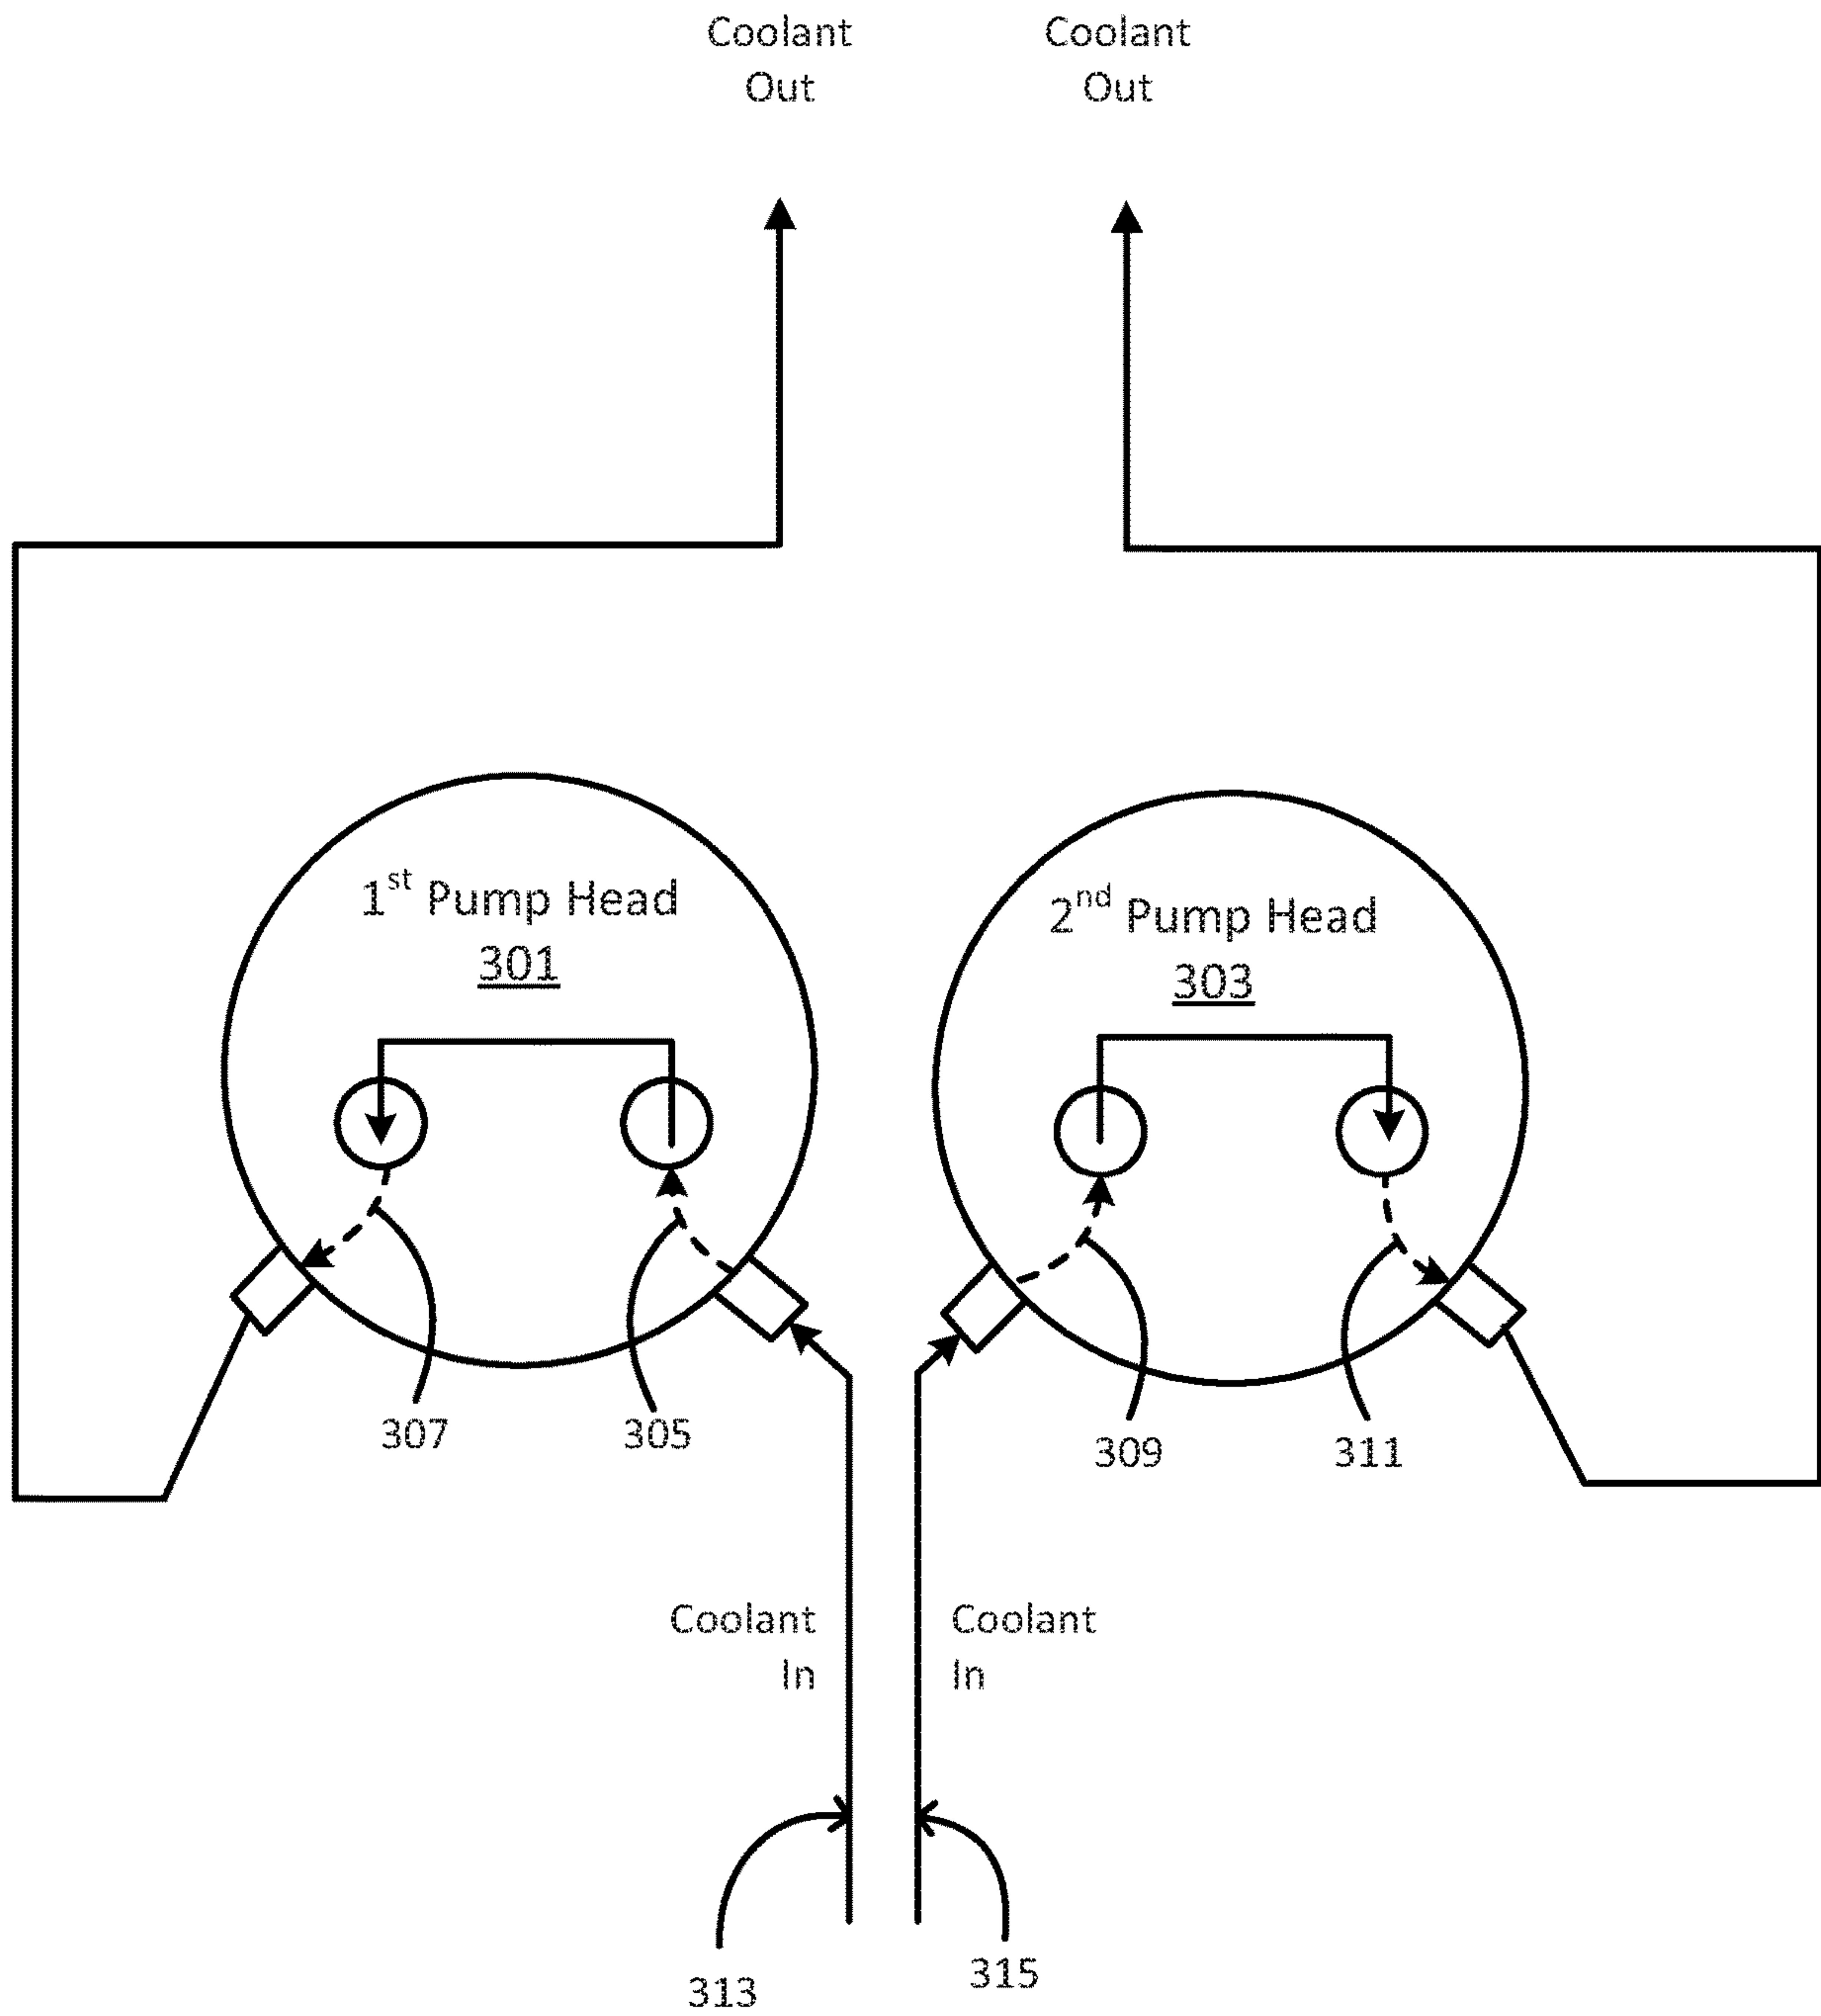 Coolant
Out
Coolant
Out
1st Pump Head
301
2nd Pump Head
303
307
305
309
311
Coolant
In
Coolant
In
313
315